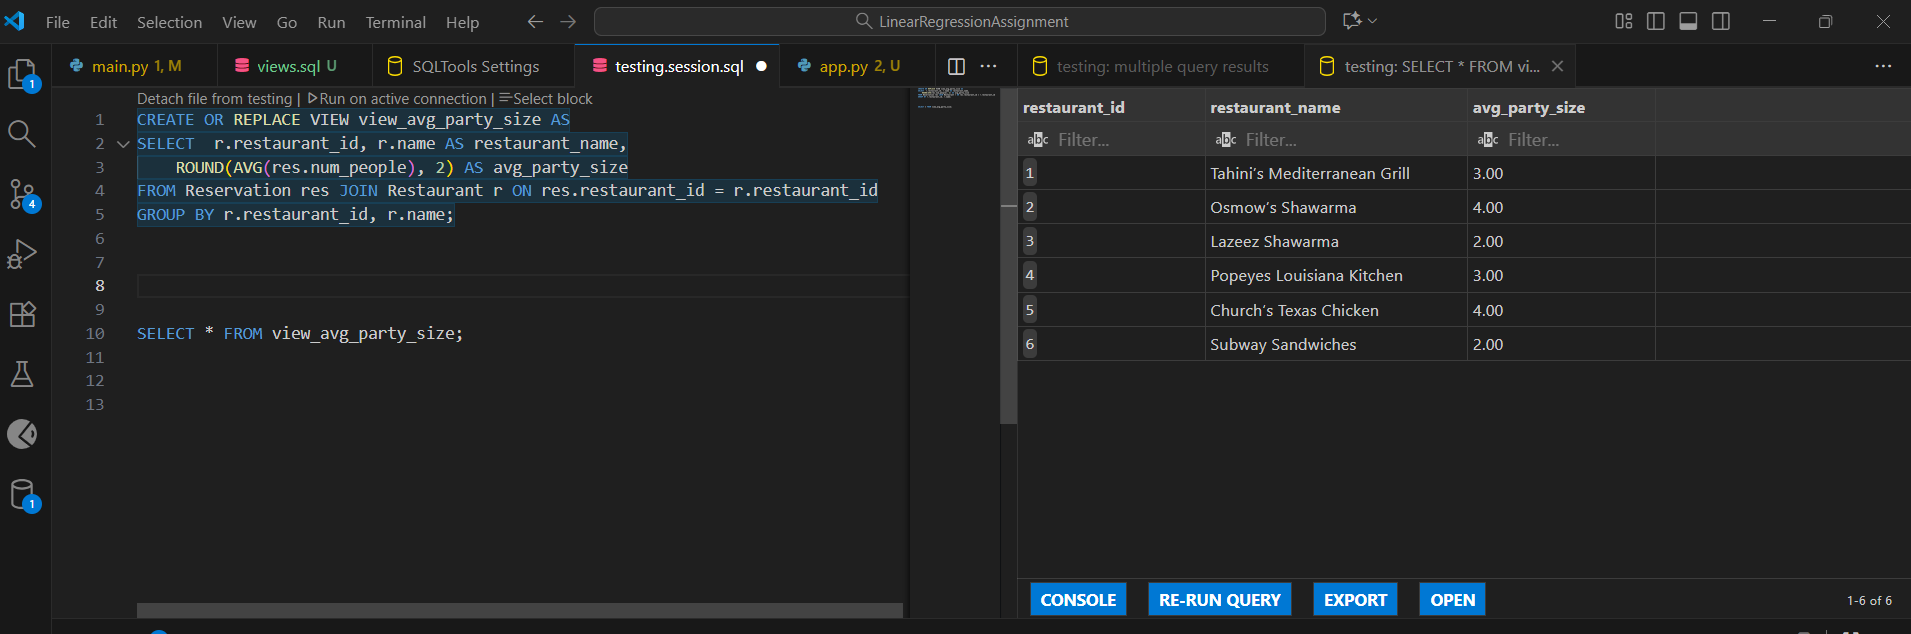 File Edit Selection View Go Run Terminal Help LinearRegressionAssignment
main.py 1, M views.sql U SQLTools Settings testing.session.sql app.py 2, U
testing: multiple query results testing: SELECT * FROM vi...
1
4
1
Detach file from testing | Run on active connection | Select block
1 CREATE OR REPLACE VIEW view_avg_party_size AS
2 SELECT  r.restaurant_id, r.name AS restaurant_name,
3     ROUND(AVG(res.num_people), 2) AS avg_party_size
4 FROM Reservation res JOIN Restaurant r ON res.restaurant_id = r.restaurant_id
5 GROUP BY r.restaurant_id, r.name;
6
7
8
9
10 SELECT * FROM view_avg_party_size;
11
12
13
restaurant_id restaurant_name avg_party_size
abc Filter... abc Filter... abc Filter...
1 Tahini's Mediterranean Grill 3.00
2 Osmow's Shawarma 4.00
3 Lazeez Shawarma 2.00
4 Popeyes Louisiana Kitchen 3.00
5 Church's Texas Chicken 4.00
6 Subway Sandwiches 2.00
CONSOLE RE-RUN QUERY EXPORT OPEN 1-6 of 6